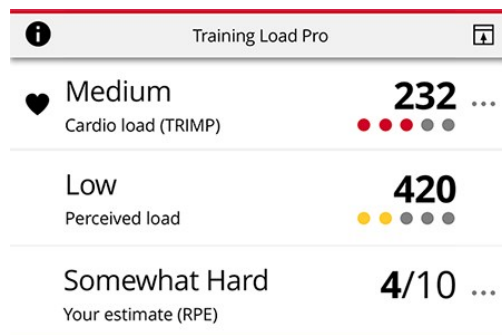 Training Load Pro
Medium 232
Cardio load (TRIMP)
Low 420
Perceived load
Somewhat Hard 4/10
Your estimate (RPE)